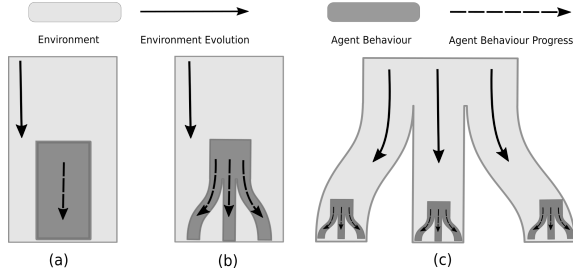 Environment
Environment Evolution
Agent Behaviour
Agent Behaviour Progress
(a)
(b)
(c)